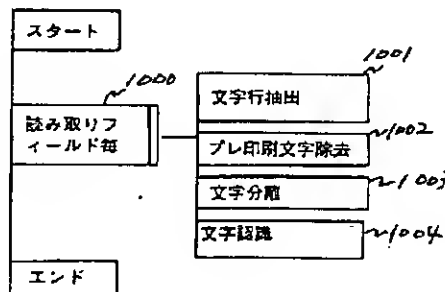 スタート
1000
読み取りフ
ィールド毎
1001
文字行抽出
1002
プレ印刷文字除去
1003
文字分離
1004
文字認識
エンド